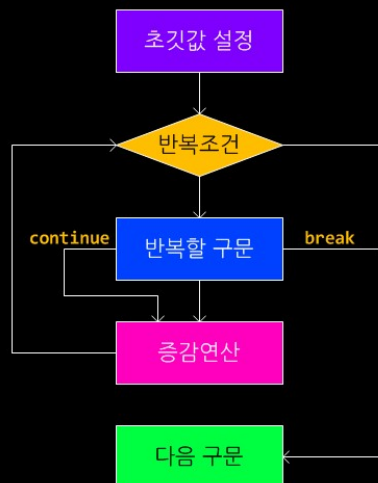 초깃값 설정
반복조건
continue
반복할 구문
break
증감연산
다음 구문